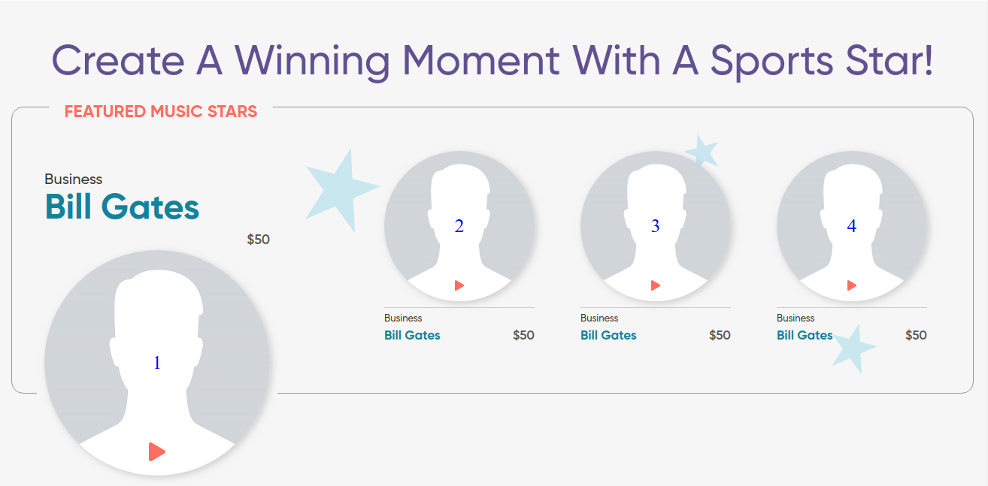 Create A Winning Moment With A Sports Star!
FEATURED MUSIC STARS
Business
Bill Gates
$50
1
2
Business
Bill Gates $50
3
Business
Bill Gates $50
4
Business
Bill Gates $50